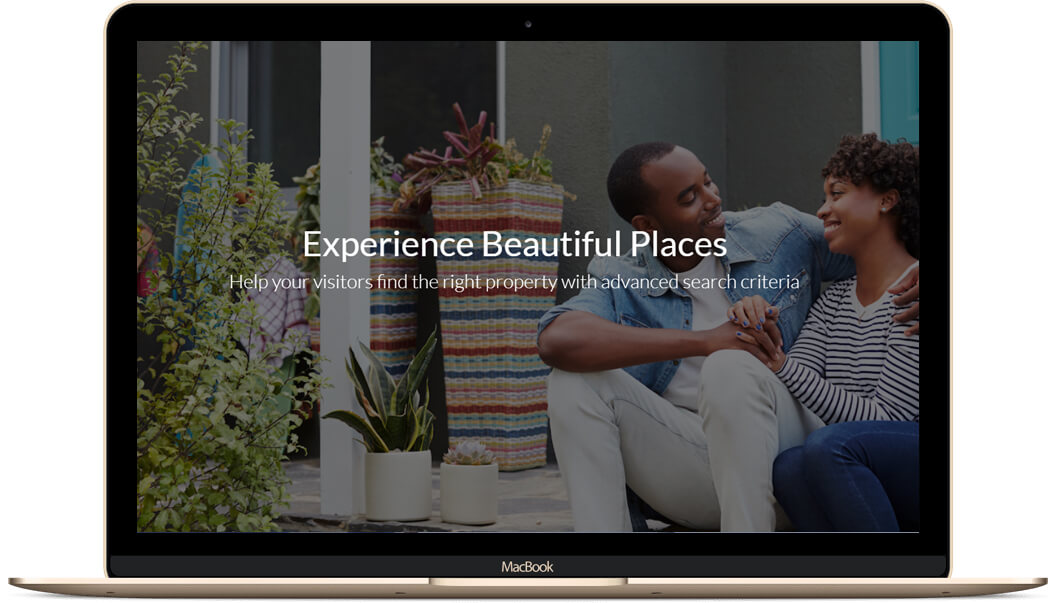 Experience Beautiful Places
Help your visitors find the right property with advanced search criteria
MacBook